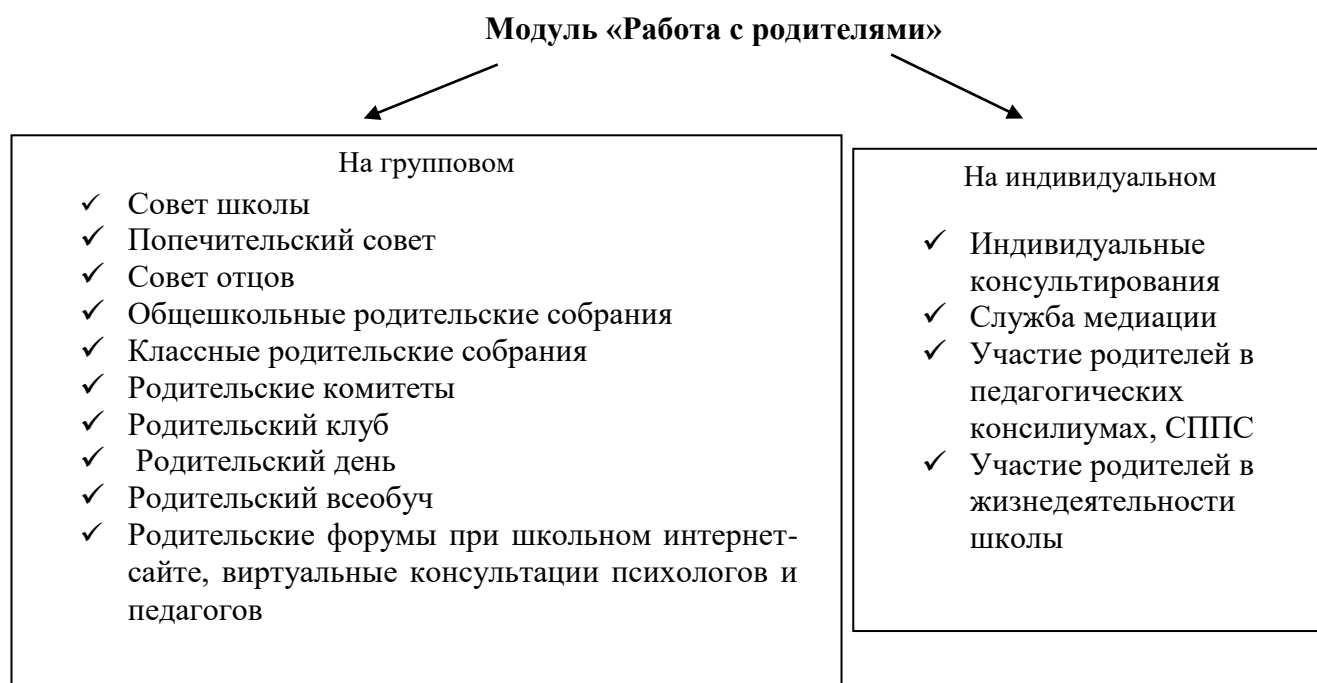 Модуль «Работа с родителями»
На групповом
✓ Совет школы
✓ Попечительский совет
✓ Совет отцов
✓ Общешкольные родительские собрания
✓ Классные родительские собрания
✓ Родительские комитеты
✓ Родительский клуб
✓ Родительский день
✓ Родительский всеобуч
✓ Родительские форумы при школьном интернет-
сайте, виртуальные консультации психологов и
педагогов
На индивидуальном
✓ Индивидуальные
консультирования
✓ Служба медиации
✓ Участие родителей в
педагогических
консилиумах, СППС
✓ Участие родителей в
жизнедеятельности
школы